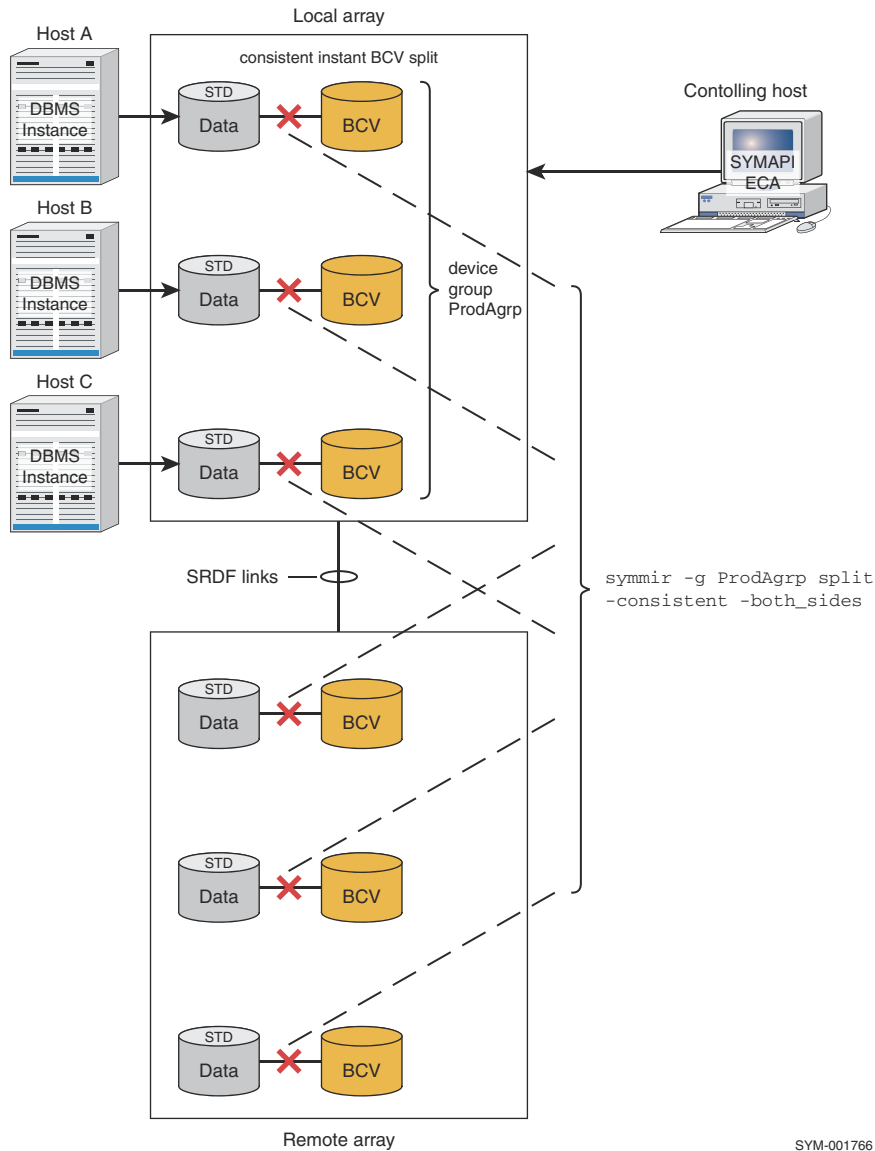 Local array
Host A
consistent instant BCV split
STD
Data
BCV
DBMS
Instance
Contolling host
SYMAPI
ECA
Host B
STD
Data
BCV
DBMS
Instance
device
group
ProdAgrp
Host C
STD
Data
BCV
DBMS
Instance
SRDF links
symmir -g ProdAgrp split
-consistent -both_sides
STD
Data
BCV
STD
Data
BCV
STD
Data
BCV
Remote array
SYM-001766